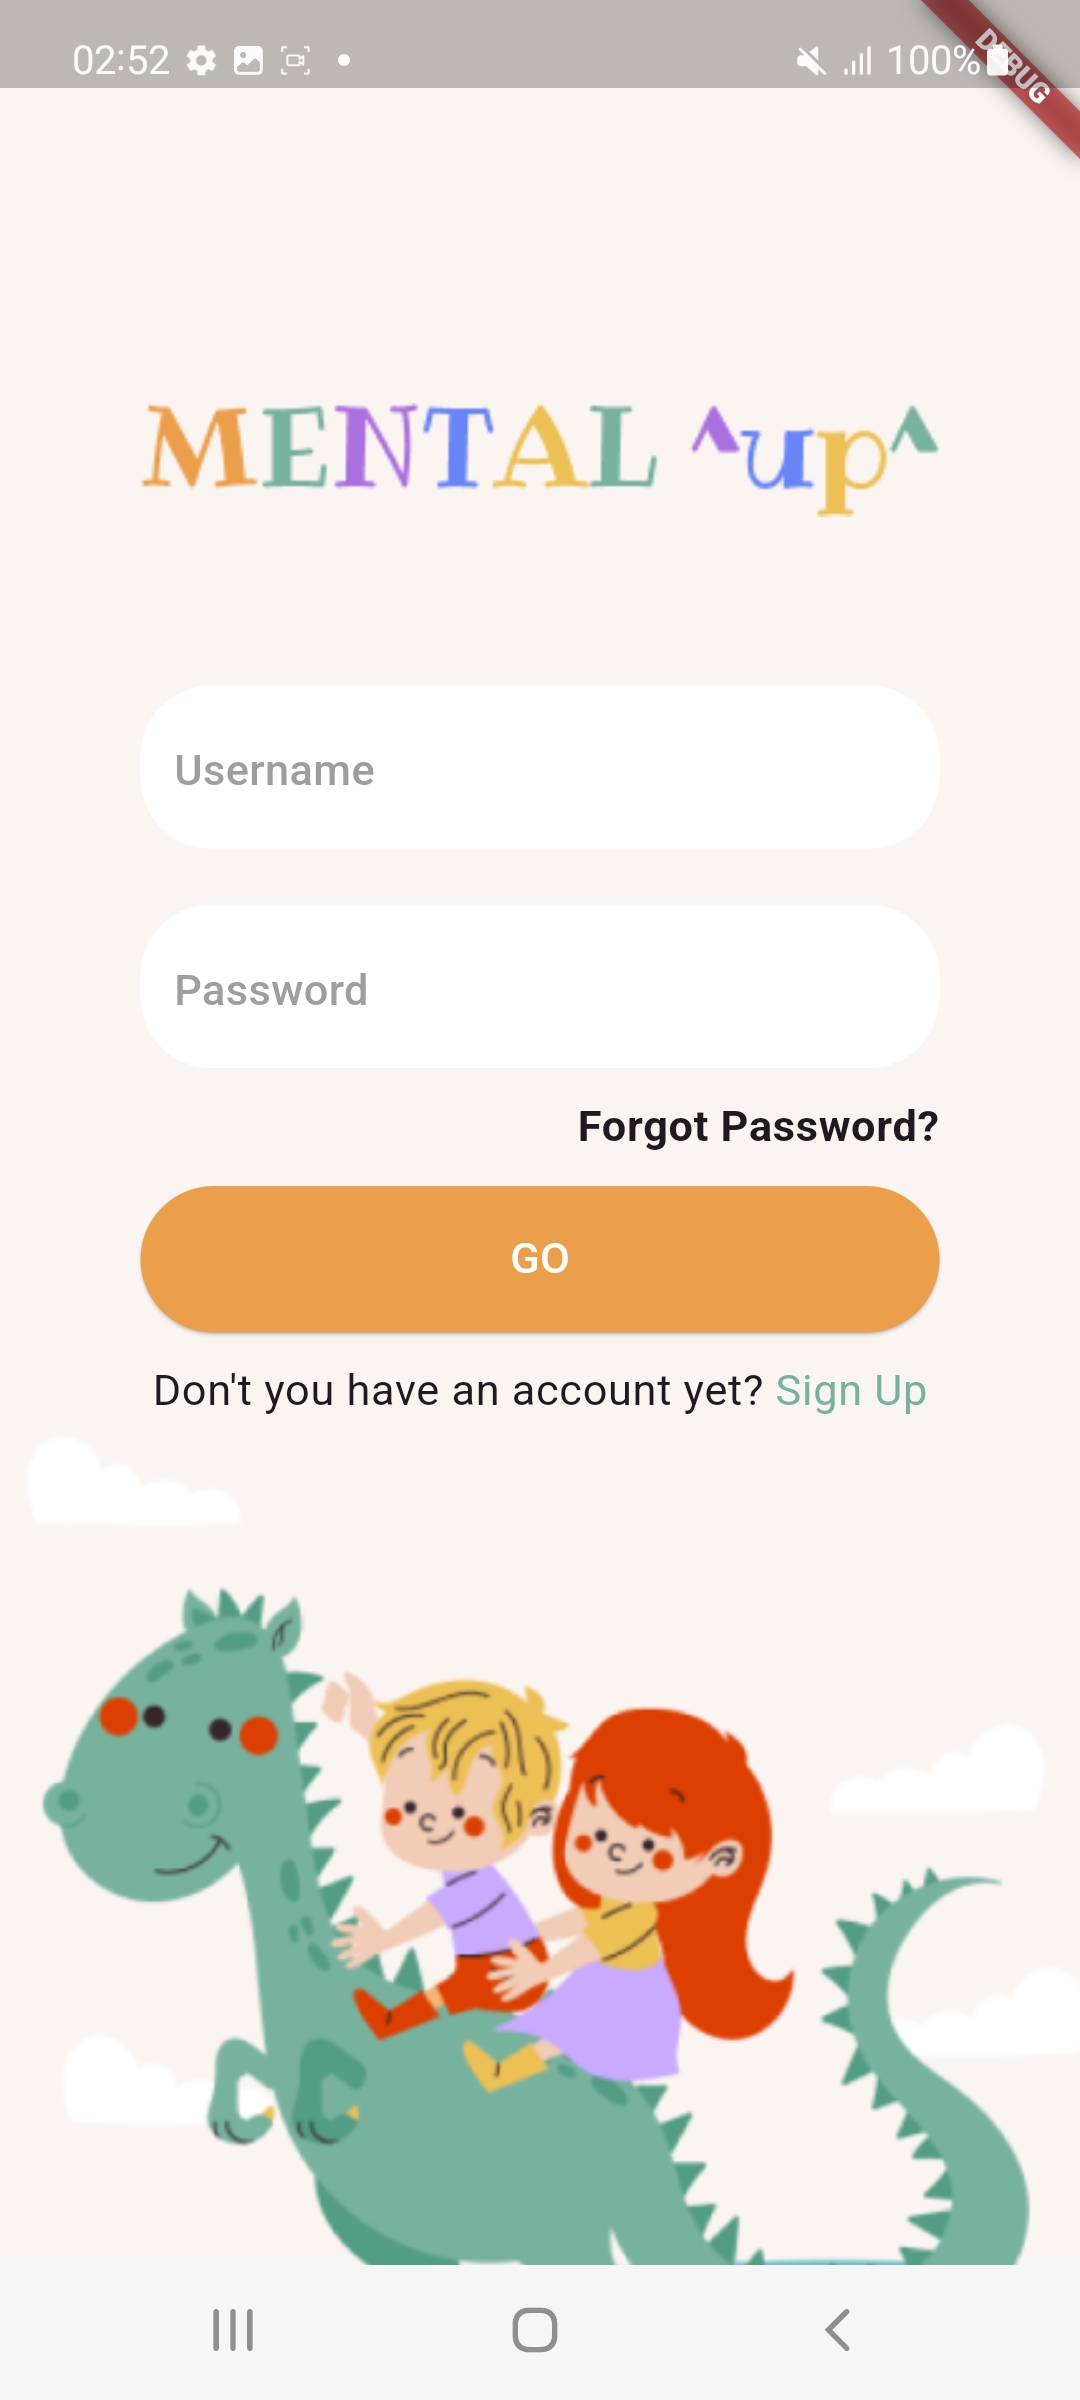 02:52 100%
DEBUG
MENTAL ^up^
Username
Password
Forgot Password?
GO
Don't you have an account yet? Sign Up